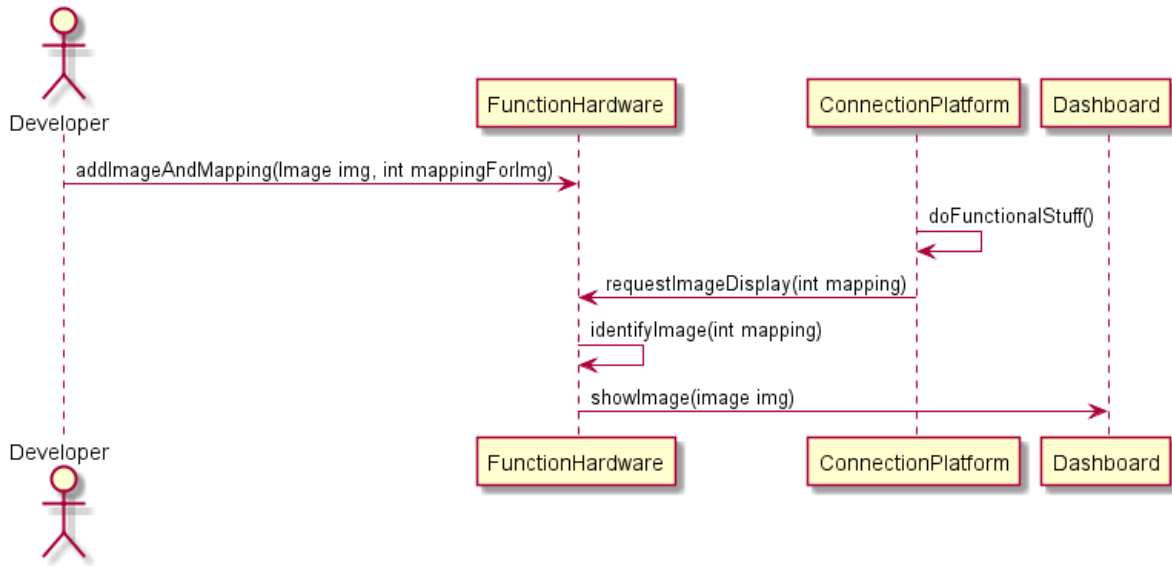 Developer
FunctionHardware
ConnectionPlatform
Dashboard
addImageAndMapping(Image img, int mappingForImg)
doFunctionalStuff()
requestImageDisplay(int mapping)
identifyImage(int mapping)
showImage(image img)
Developer
FunctionHardware
ConnectionPlatform
Dashboard